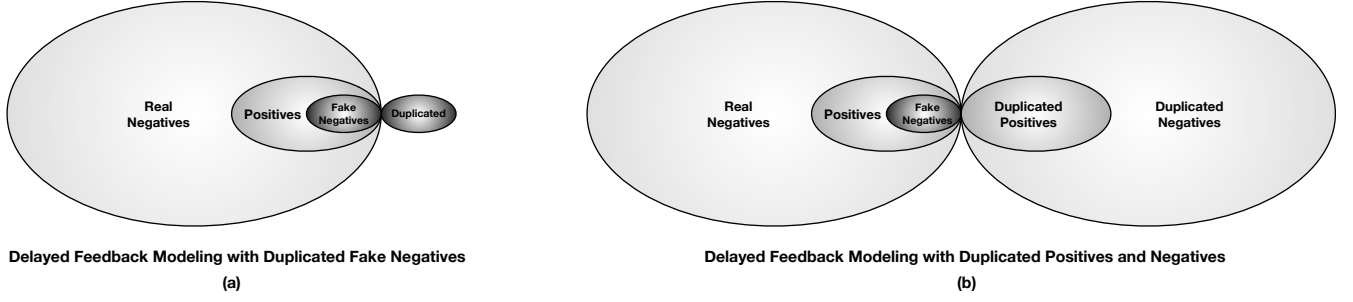 Real
Negatives
Positives
Fake
Negatives
Duplicated
Delayed Feedback Modeling with Duplicated Fake Negatives
(a)
Real
Negatives
Positives
Fake
Negatives
Duplicated
Positives
Duplicated
Negatives
Delayed Feedback Modeling with Duplicated Positives and Negatives
(b)